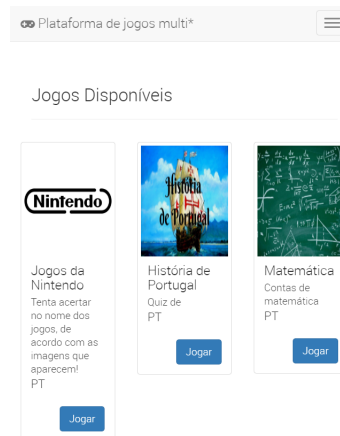 Plataforma de jogos multi*
Jogos Disponíveis
Nintendo
Jogos da
Nintendo
Tenta acertar
no nome dos
jogos, de
acordo com as
imagens que
aparecem!
PT
Jogar
História
de Portugal
História de
Portugal
Quiz de
PT
Jogar
Matemática
Contas de
matemática
PT
Jogar